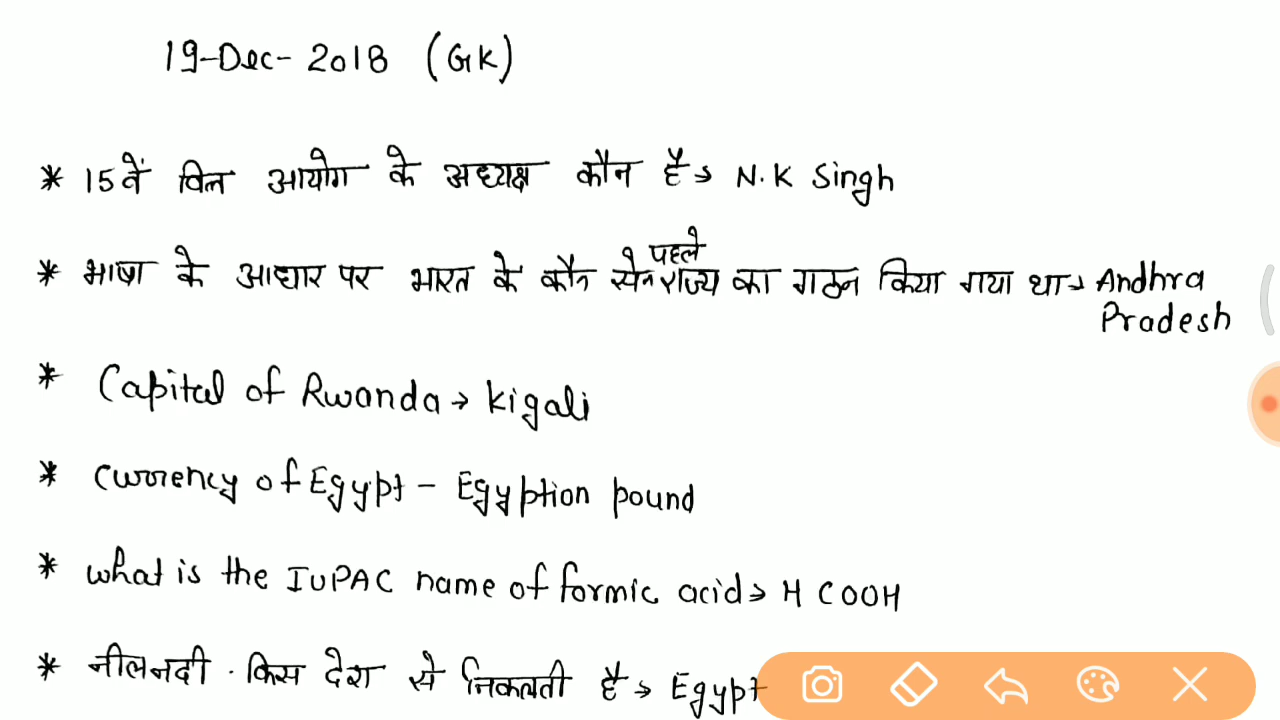 19-Dec-2018 (GK)
* 15वें वित आयोग के अध्यक्ष कौन है→ N.K Singh
* भाषा के आधार पर भारत के कौन से पहले राज्य का गठन किया गया था→ Andhra
Pradesh
* Capital of Rwanda→ Kigali
* Currency of Egypt - Egyption pound
* What is the IUPAC name of formic acid→ HCOOH
* नीलनदी . किस देश से निकलती है→ Egypt